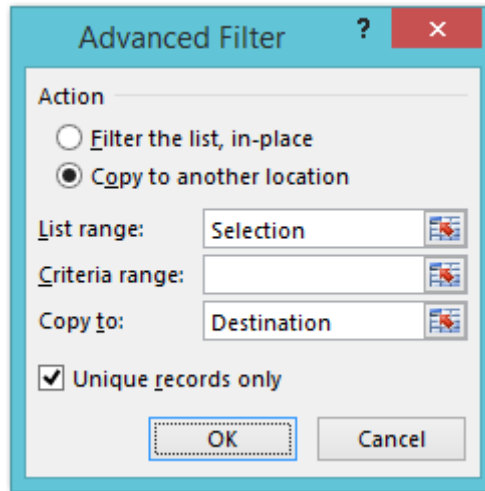 Advanced Filter ?
Action
Filter the list, in-place
Copy to another location
List range: Selection
Criteria range:
Copy to: Destination
Unique records only
OK Cancel